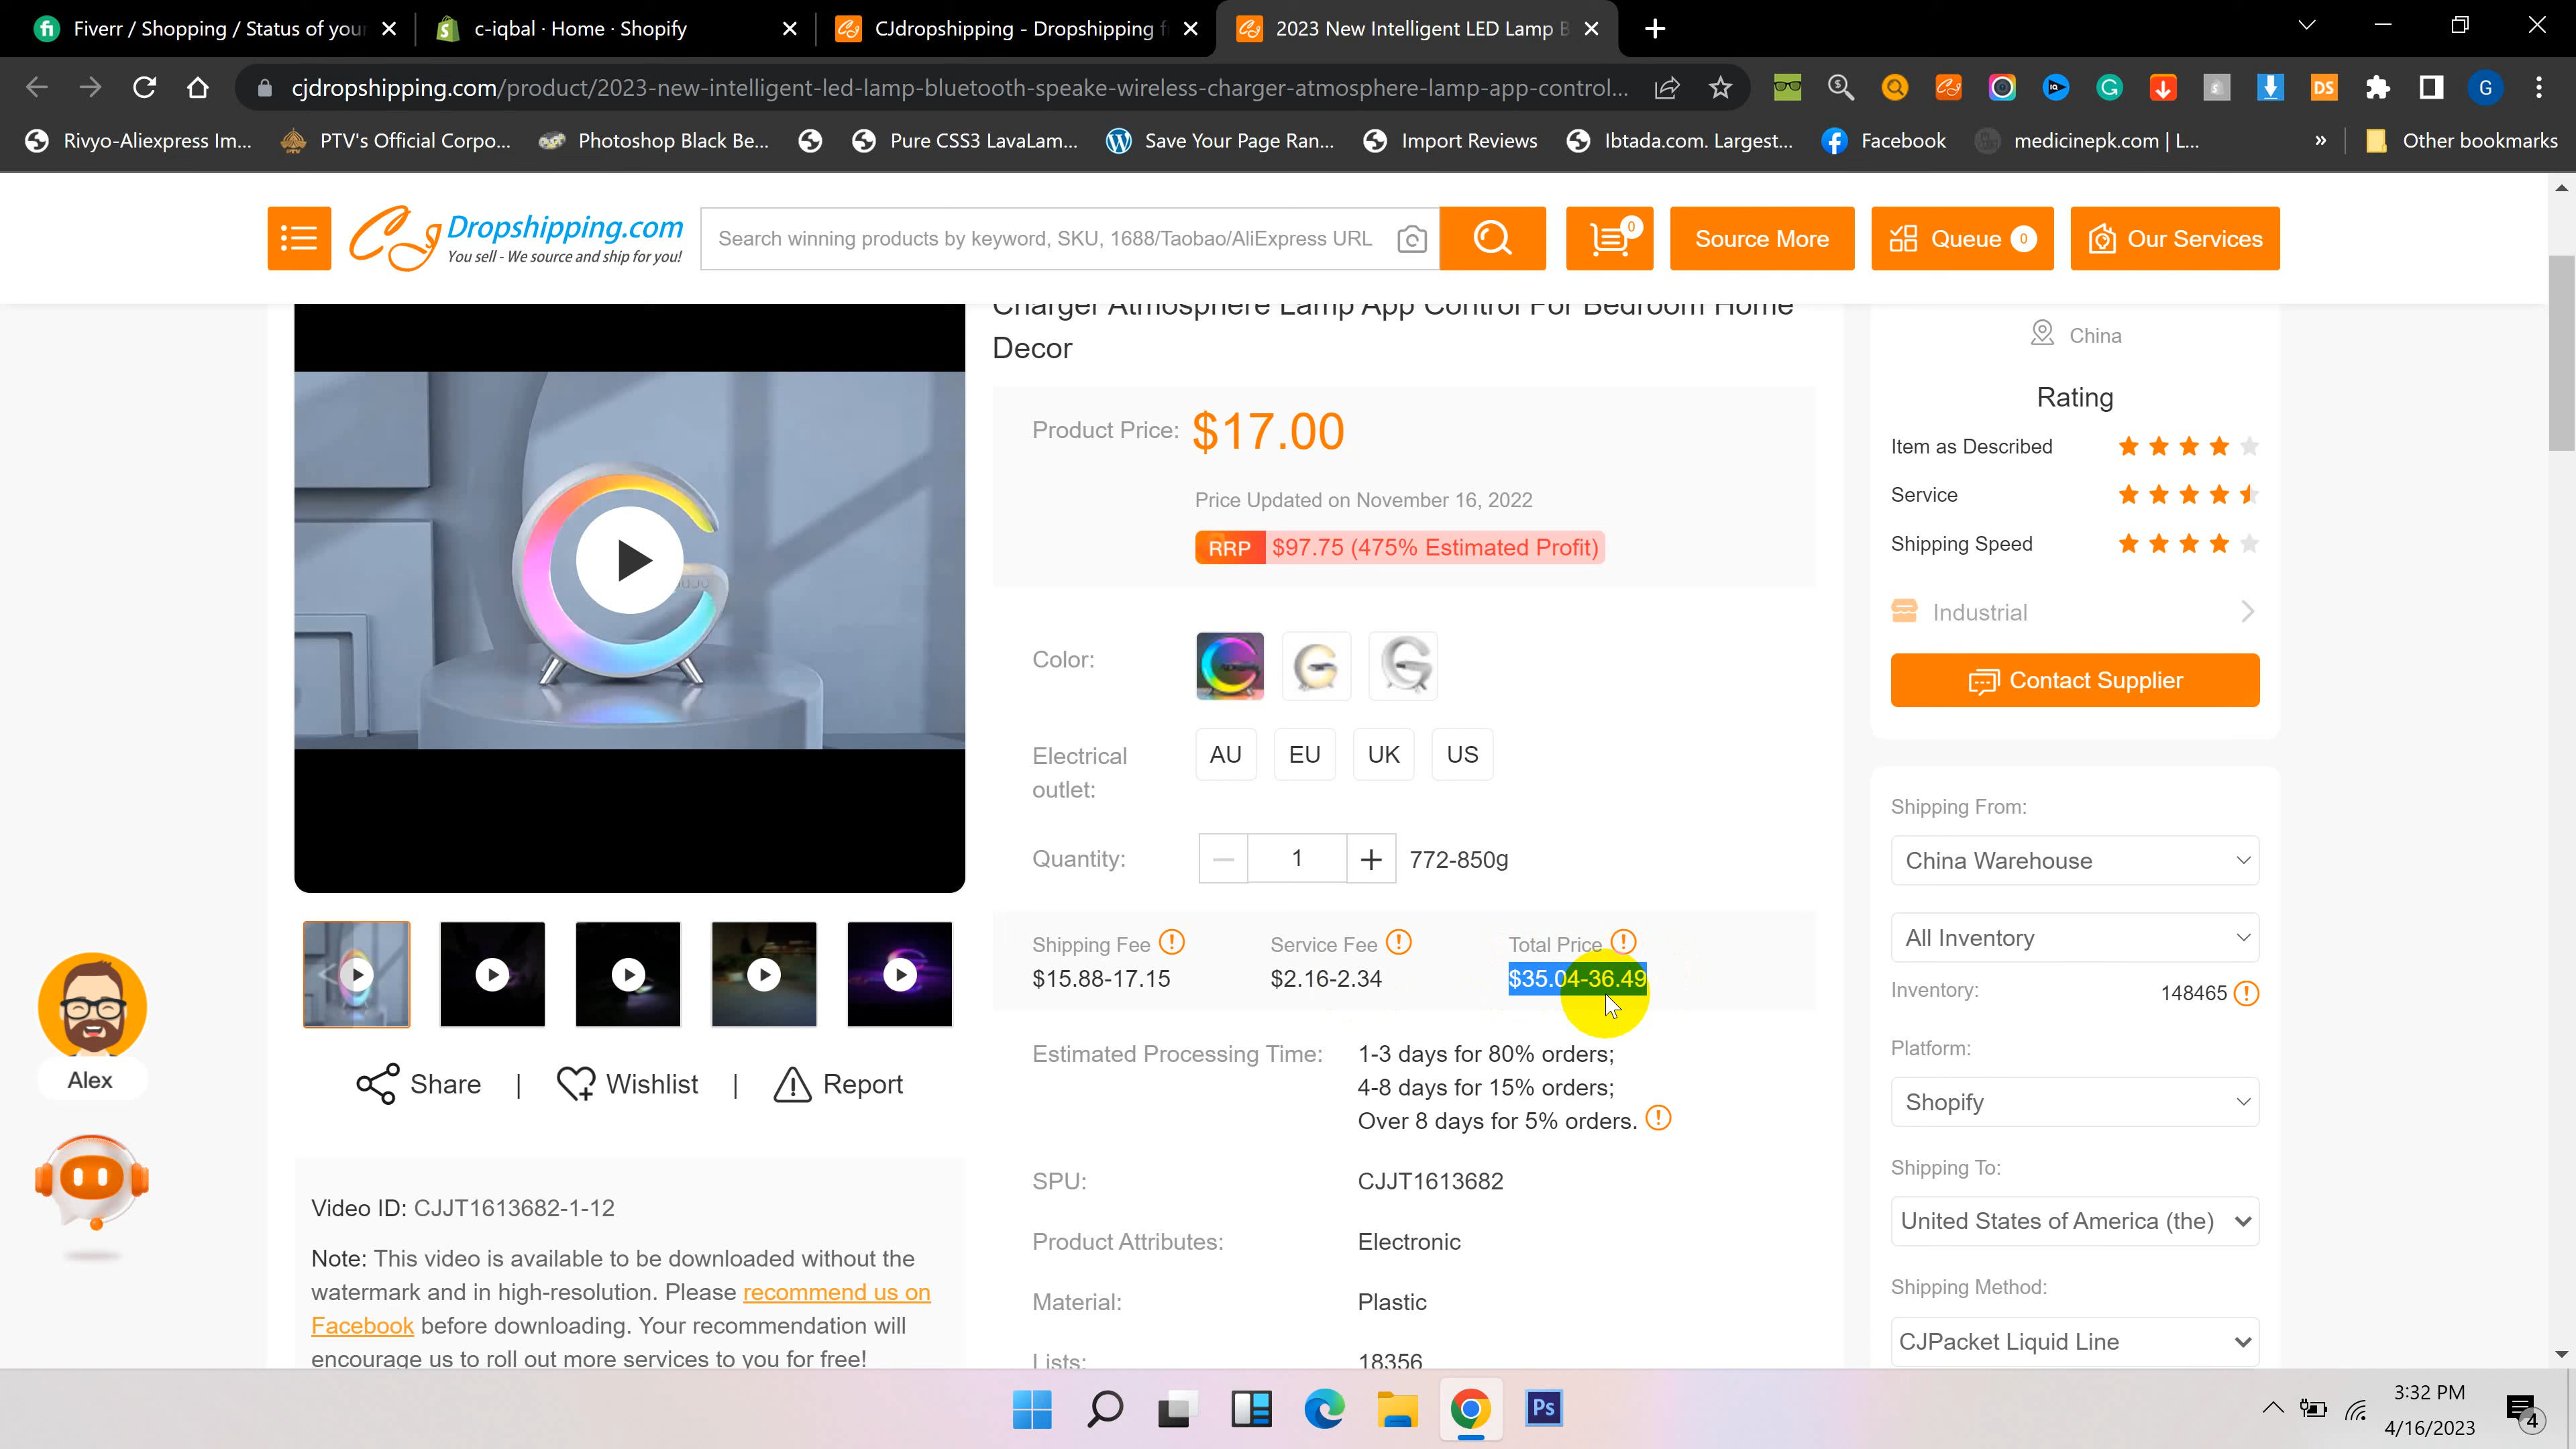 Fiverr / Shopping / Status of your
c-iqbal · Home · Shopify
CJdropshipping - Dropshipping f
2023 New Intelligent LED Lamp B
cjdropshipping.com/product/2023-new-intelligent-led-lamp-bluetooth-speake-wireless-charger-atmosphere-lamp-app-control...
G
Rivyo-Aliexpress Im...
PTV's Official Corpo...
Photoshop Black Be...
Pure CSS3 LavaLam...
Save Your Page Ran...
Import Reviews
Ibtada.com. Largest...
Facebook
medicinepk.com | L...
»
Other bookmarks
CJ Dropshipping.com
You sell - We source and ship for you!
Search winning products by keyword, SKU, 1688/Taobao/AliExpress URL
0
Source More
Queue 0
Our Services
Charger Atmosphere Lamp App Control For Bedroom Home
Decor
Product Price: $17.00
Price Updated on November 16, 2022
RRP $97.75 (475% Estimated Profit)
Color:
Electrical
outlet:
AU EU UK US
Quantity: 1 + 772-850g
Shipping Fee
$15.88-17.15
Service Fee
$2.16-2.34
Total Price
$35.04-36.49
Estimated Processing Time: 1-3 days for 80% orders;
4-8 days for 15% orders;
Over 8 days for 5% orders.
SPU: CJJT1613682
Product Attributes: Electronic
Material: Plastic
Lists: 18356
Share | Wishlist | Report
Video ID: CJJT1613682-1-12
Note: This video is available to be downloaded without the
watermark and in high-resolution. Please recommend us on
Facebook before downloading. Your recommendation will
encourage us to roll out more services to you for free!
Alex
China
Rating
Item as Described
Service
Shipping Speed
Industrial
Contact Supplier
Shipping From:
China Warehouse
All Inventory
Inventory: 148465
Platform:
Shopify
Shipping To:
United States of America (the)
Shipping Method:
CJPacket Liquid Line
Ps
3:32 PM
4/16/2023
4